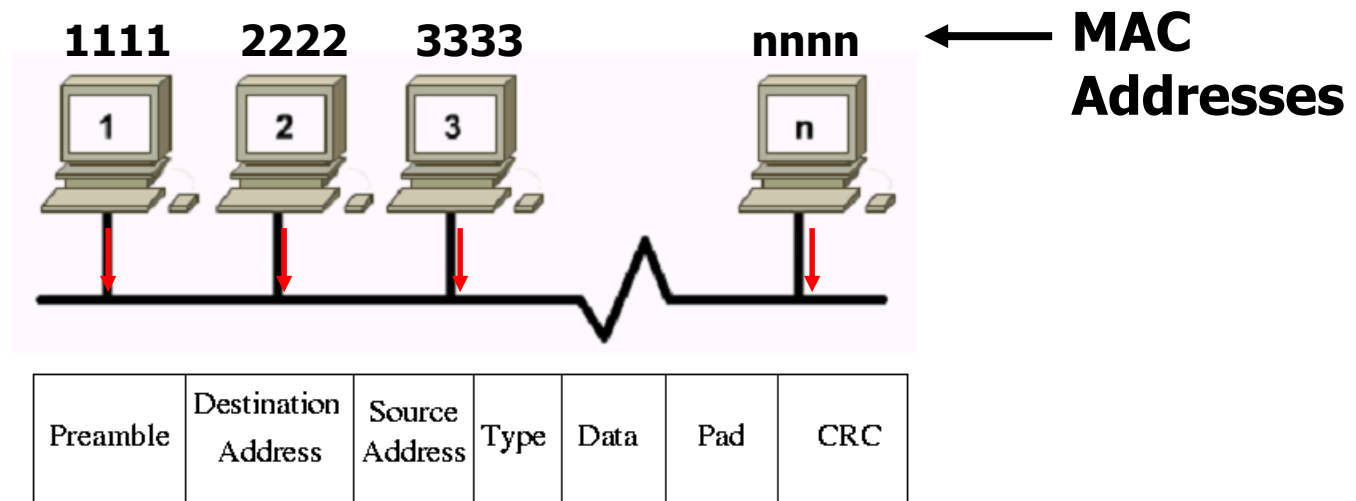 1111 2222 3333 nnnn MAC
Addresses
1 2 3 n
Preamble Destination Address Source Address Type Data Pad CRC